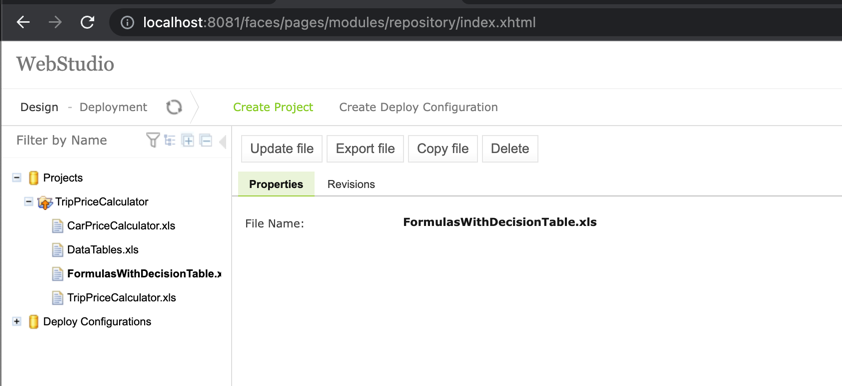 localhost:8081/faces/pages/modules/repository/index.xhtml
WebStudio
Design - Deployment Create Project Create Deploy Configuration
Filter by Name
Projects
TripPriceCalculator
CarPriceCalculator.xls
DataTables.xls
FormulasWithDecisionTable.x
TripPriceCalculator.xls
Deploy Configurations
Update file Export file Copy file Delete
Properties Revisions
File Name: FormulasWithDecisionTable.xls